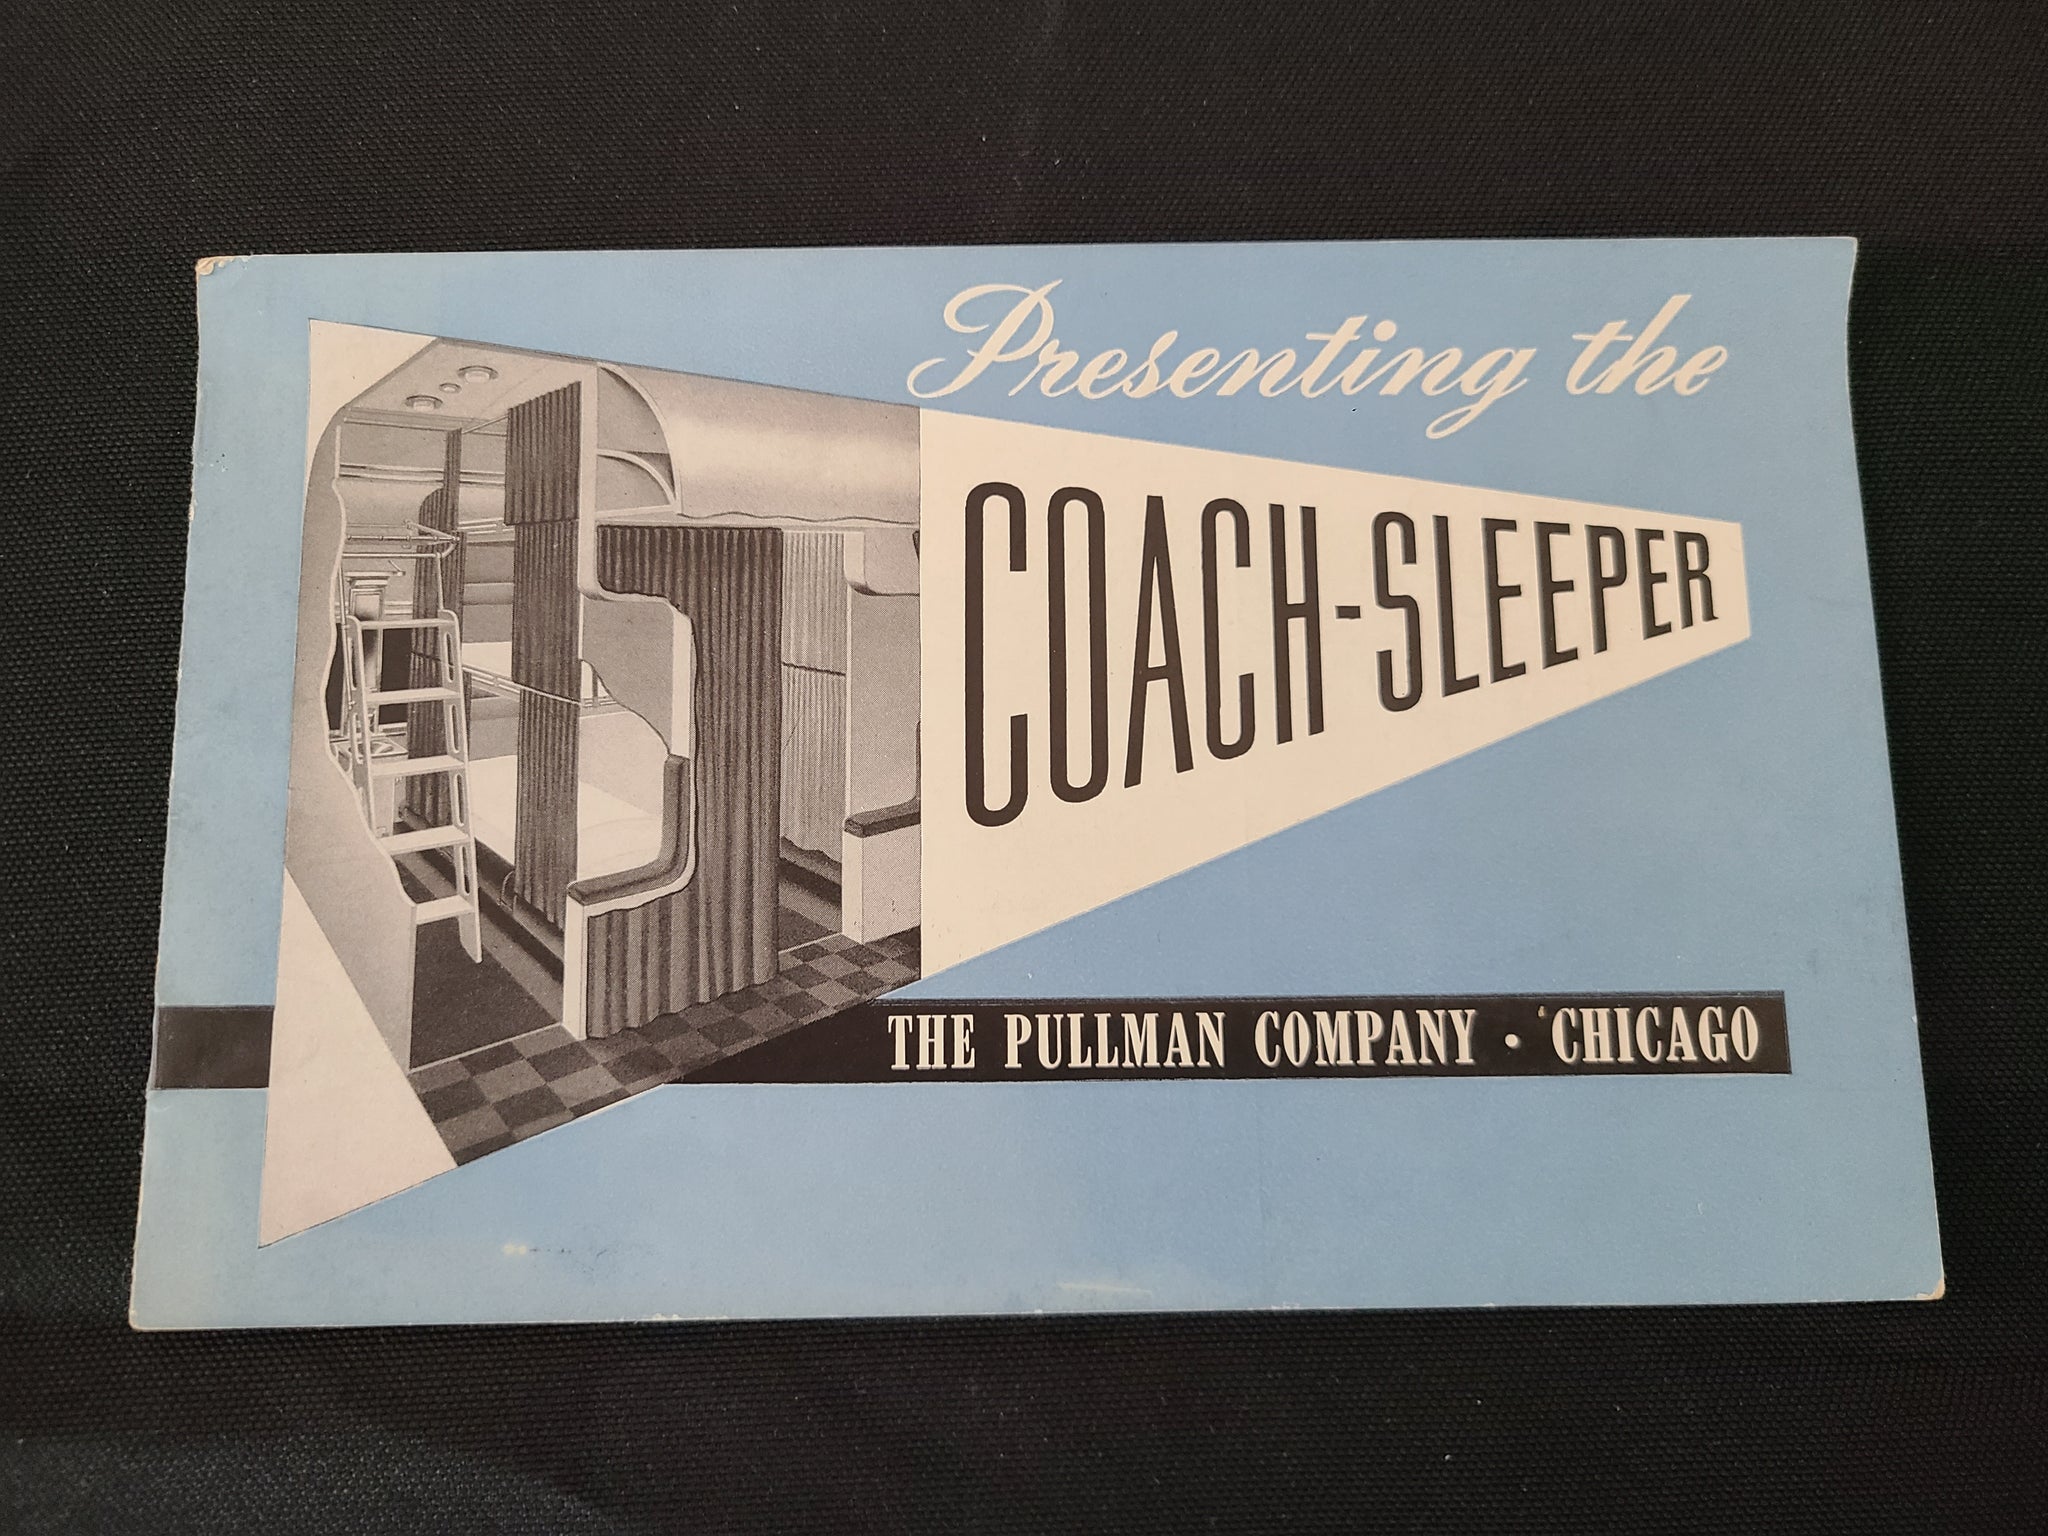 Presenting the
COACH-SLEEPER
THE PULLMAN COMPANY • CHICAGO